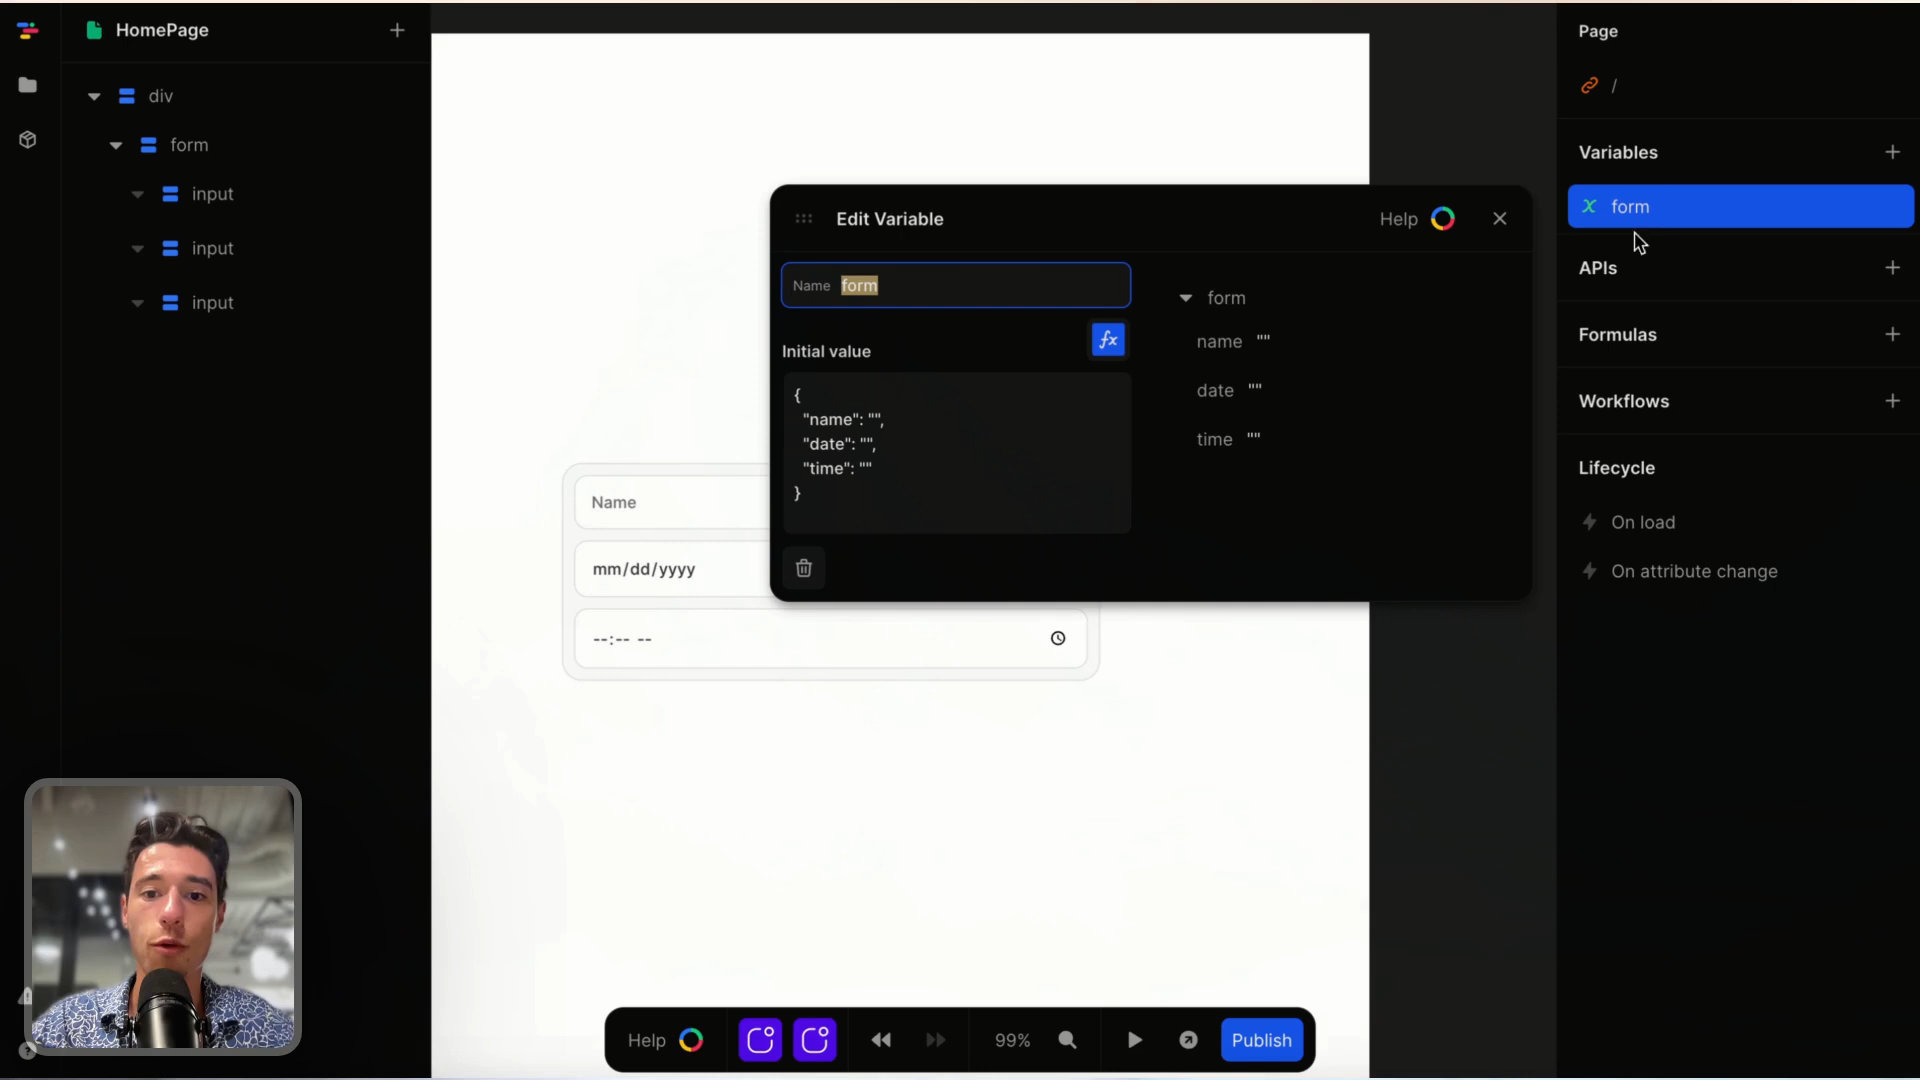 HomePage
div
form
input
input
input
Edit Variable
Help
Name form
Initial value
fx
{
"name": "",
"date": "",
"time": ""
}
form
name ""
date ""
time ""
Name
mm/dd/yyyy
--:-- --
Page
/
Variables
form
APIs
Formulas
Workflows
Lifecycle
On load
On attribute change
Help
99%
Publish